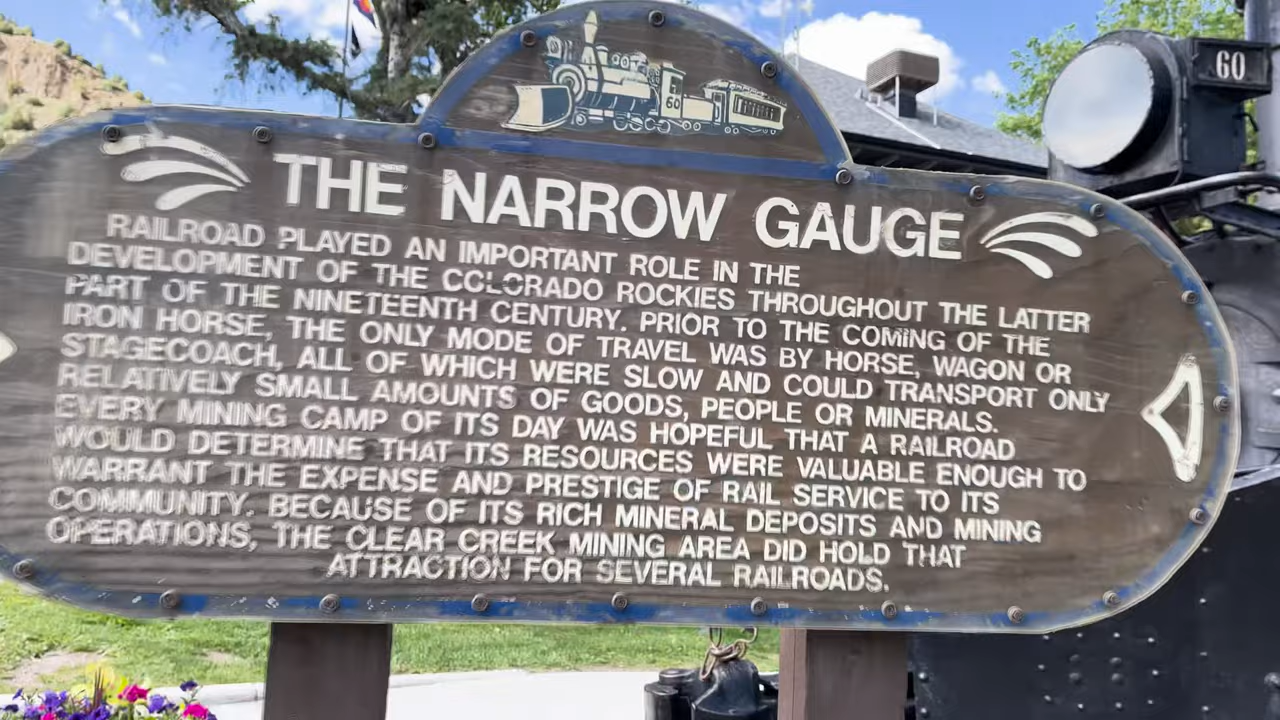 60
60
THE NARROW GAUGE
RAILROAD PLAYED AN IMPORTANT ROLE IN THE
DEVELOPMENT OF THE COLORADO ROCKIES THROUGHOUT THE LATTER
PART OF THE NINETEENTH CENTURY. PRIOR TO THE COMING OF THE
IRON HORSE, THE ONLY MODE OF TRAVEL WAS BY HORSE, WAGON OR
STAGECOACH, ALL OF WHICH WERE SLOW AND COULD TRANSPORT ONLY
RELATIVELY SMALL AMOUNTS OF GOODS, PEOPLE OR MINERALS.
EVERY MINING CAMP OF ITS DAY WAS HOPEFUL THAT A RAILROAD
WOULD DETERMINE THAT ITS RESOURCES WERE VALUABLE ENOUGH TO
WARRANT THE EXPENSE AND PRESTIGE OF RAIL SERVICE TO ITS
COMMUNITY. BECAUSE OF ITS RICH MINERAL DEPOSITS AND MINING
OPERATIONS, THE CLEAR CREEK MINING AREA DID HOLD THAT
ATTRACTION FOR SEVERAL RAILROADS.